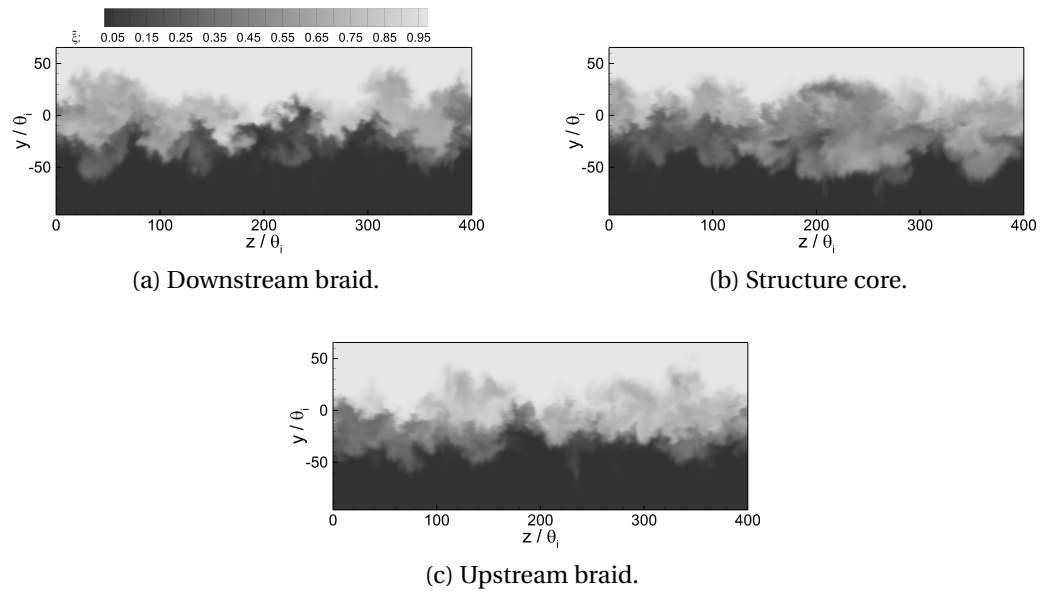 ξ̄: 0.05 0.15 0.25 0.35 0.45 0.55 0.65 0.75 0.85 0.95
50
0
-50
y / θi
0 100 200 300 400
z / θi
(a) Downstream braid.
50
0
-50
y / θi
0 100 200 300 400
z / θi
(b) Structure core.
50
0
-50
y / θi
0 100 200 300 400
z / θi
(c) Upstream braid.